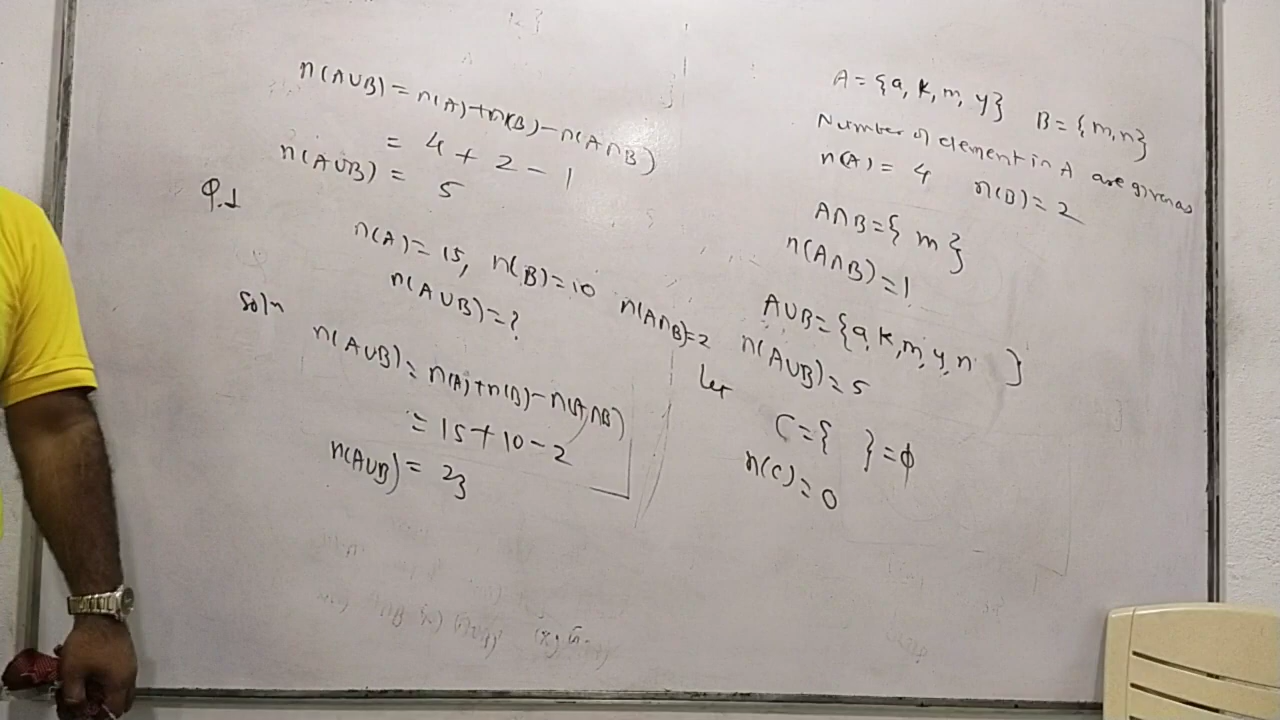 n(A∪B) = n(A)+n(B)-n(A∩B)
= 4 + 2 - 1
n(A∪B) = 5
Q.1
n(A)=15, n(B)=10 n(A∩B)=2
n(A∪B)=?
Soln
n(A∪B) = n(A)+n(B)-n(A∩B)
= 15+10-2
n(A∪B) = 23
A={a, k, m, y} B={m,n}
Number of element in A are given as
n(A) = 4 n(B)=2
A∩B={ m }
n(A∩B)=1
A∪B={a, k, m, y, n }
n(A∪B)=5
Let
C={ }=ϕ
n(C)=0